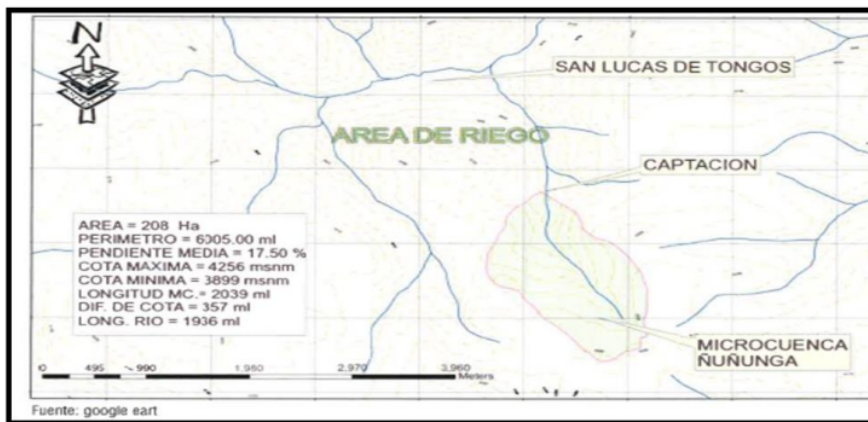 N
SAN LUCAS DE TONGOS
AREA DE RIEGO
CAPTACION
AREA = 208 Ha
PERIMETRO = 6005.00 ml
PENDIENTE MEDIA = 17.50 %
COTA MAXIMA = 4256 msnm
COTA MINIMA = 3899 msnm
LONGITUD MC.= 2039 ml
DIF. DE COTA = 357 ml
LONG. RIO = 1936 ml
MICROCUENCA
ÑUÑUNGA
0 495 990 1,980 2,970 3,960
Meters
Fuente: google eart